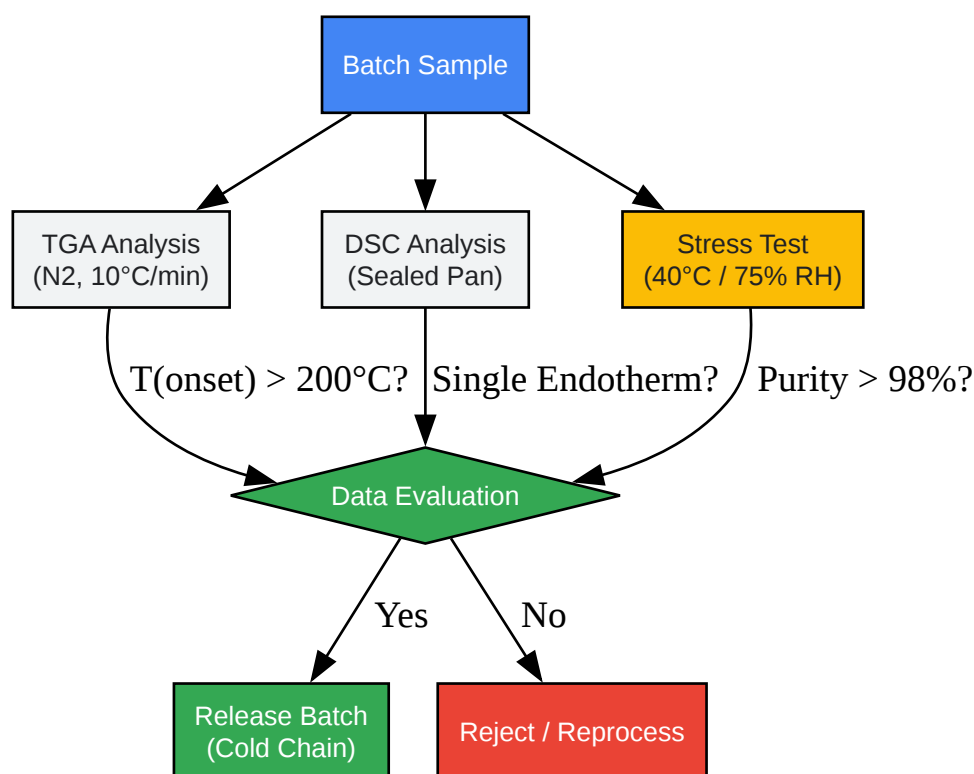 Batch Sample
TGA Analysis
(N2, 10°C/min)
DSC Analysis
(Sealed Pan)
Stress Test
(40°C / 75% RH)
T(onset) > 200°C?
Single Endotherm?
Purity > 98%?
Data Evaluation
Yes
No
Release Batch
(Cold Chain)
Reject / Reprocess